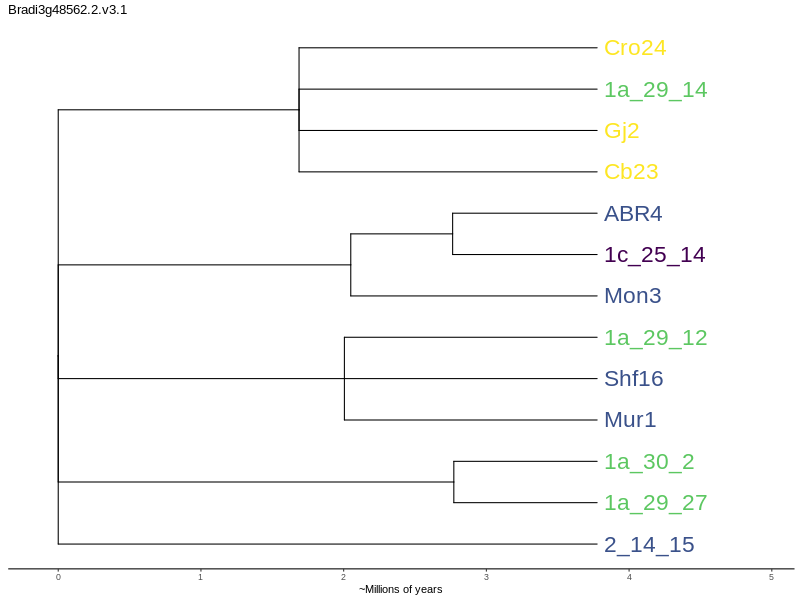 Bradi3g48562.2.v3.1
Cro24
1a_29_14
Gj2
Cb23
ABR4
1c_25_14
Mon3
1a_29_12
Shf16
Mur1
1a_30_2
1a_29_27
2_14_15
0 1 2 3 4 5
~Millions of years